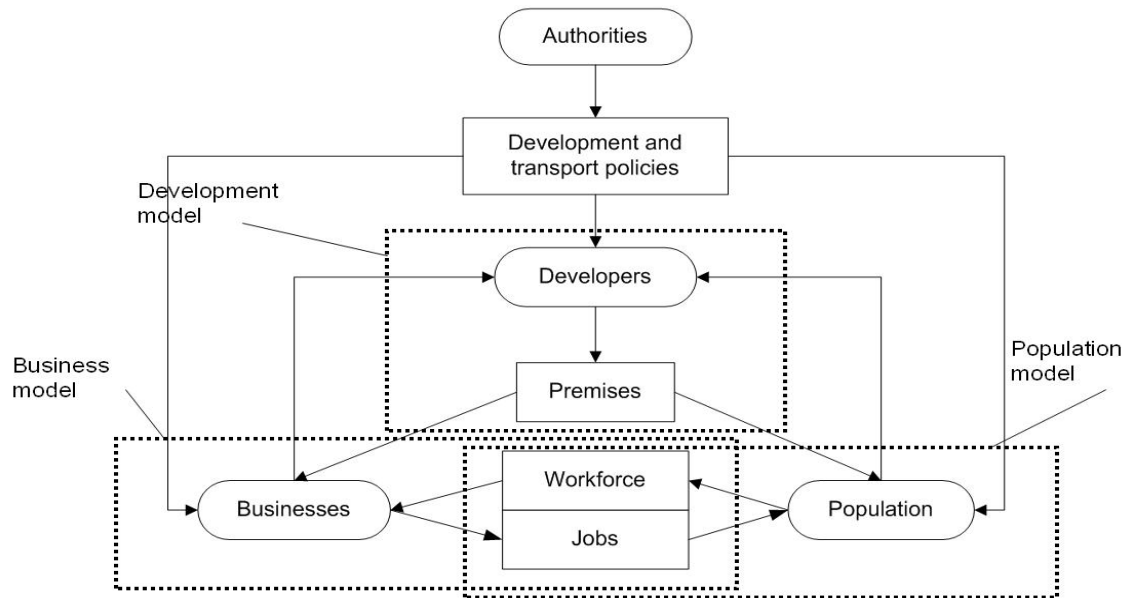 Authorities
Development and
transport policies
Development
model
Developers
Business
model
Population
model
Premises
Workforce
Businesses
Population
Jobs